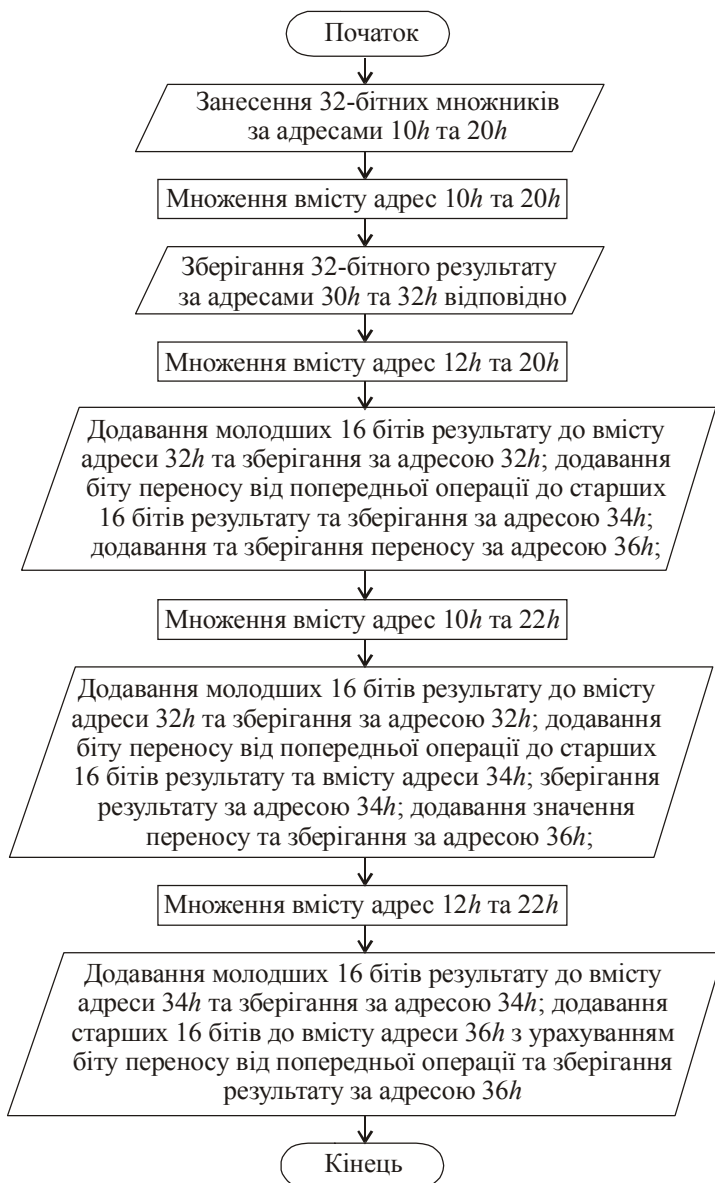 Початок
Занесення 32-бітних множників
за адресами 10h та 20h
Множення вмісту адрес 10h та 20h
Зберігання 32-бітного результату
за адресами 30h та 32h відповідно
Множення вмісту адрес 12h та 20h
Додавання молодших 16 бітів результату до вмісту
адреси 32h та зберігання за адресою 32h; додавання
біту переносу від попередньої операції до старших
16 бітів результату та зберігання за адресою 34h;
додавання та зберігання переносу за адресою 36h;
Множення вмісту адрес 10h та 22h
Додавання молодших 16 бітів результату до вмісту
адреси 32h та зберігання за адресою 32h; додавання
біту переносу від попередньої операції до старших
16 бітів результату та вмісту адреси 34h; зберігання
результату за адресою 34h; додавання значення
переносу та зберігання за адресою 36h;
Множення вмісту адрес 12h та 22h
Додавання молодших 16 бітів результату до вмісту
адреси 34h та зберігання за адресою 34h; додавання
старших 16 бітів до вмісту адреси 36h з урахуванням
біту переносу від попередньої операції та зберігання
результату за адресою 36h
Кінець